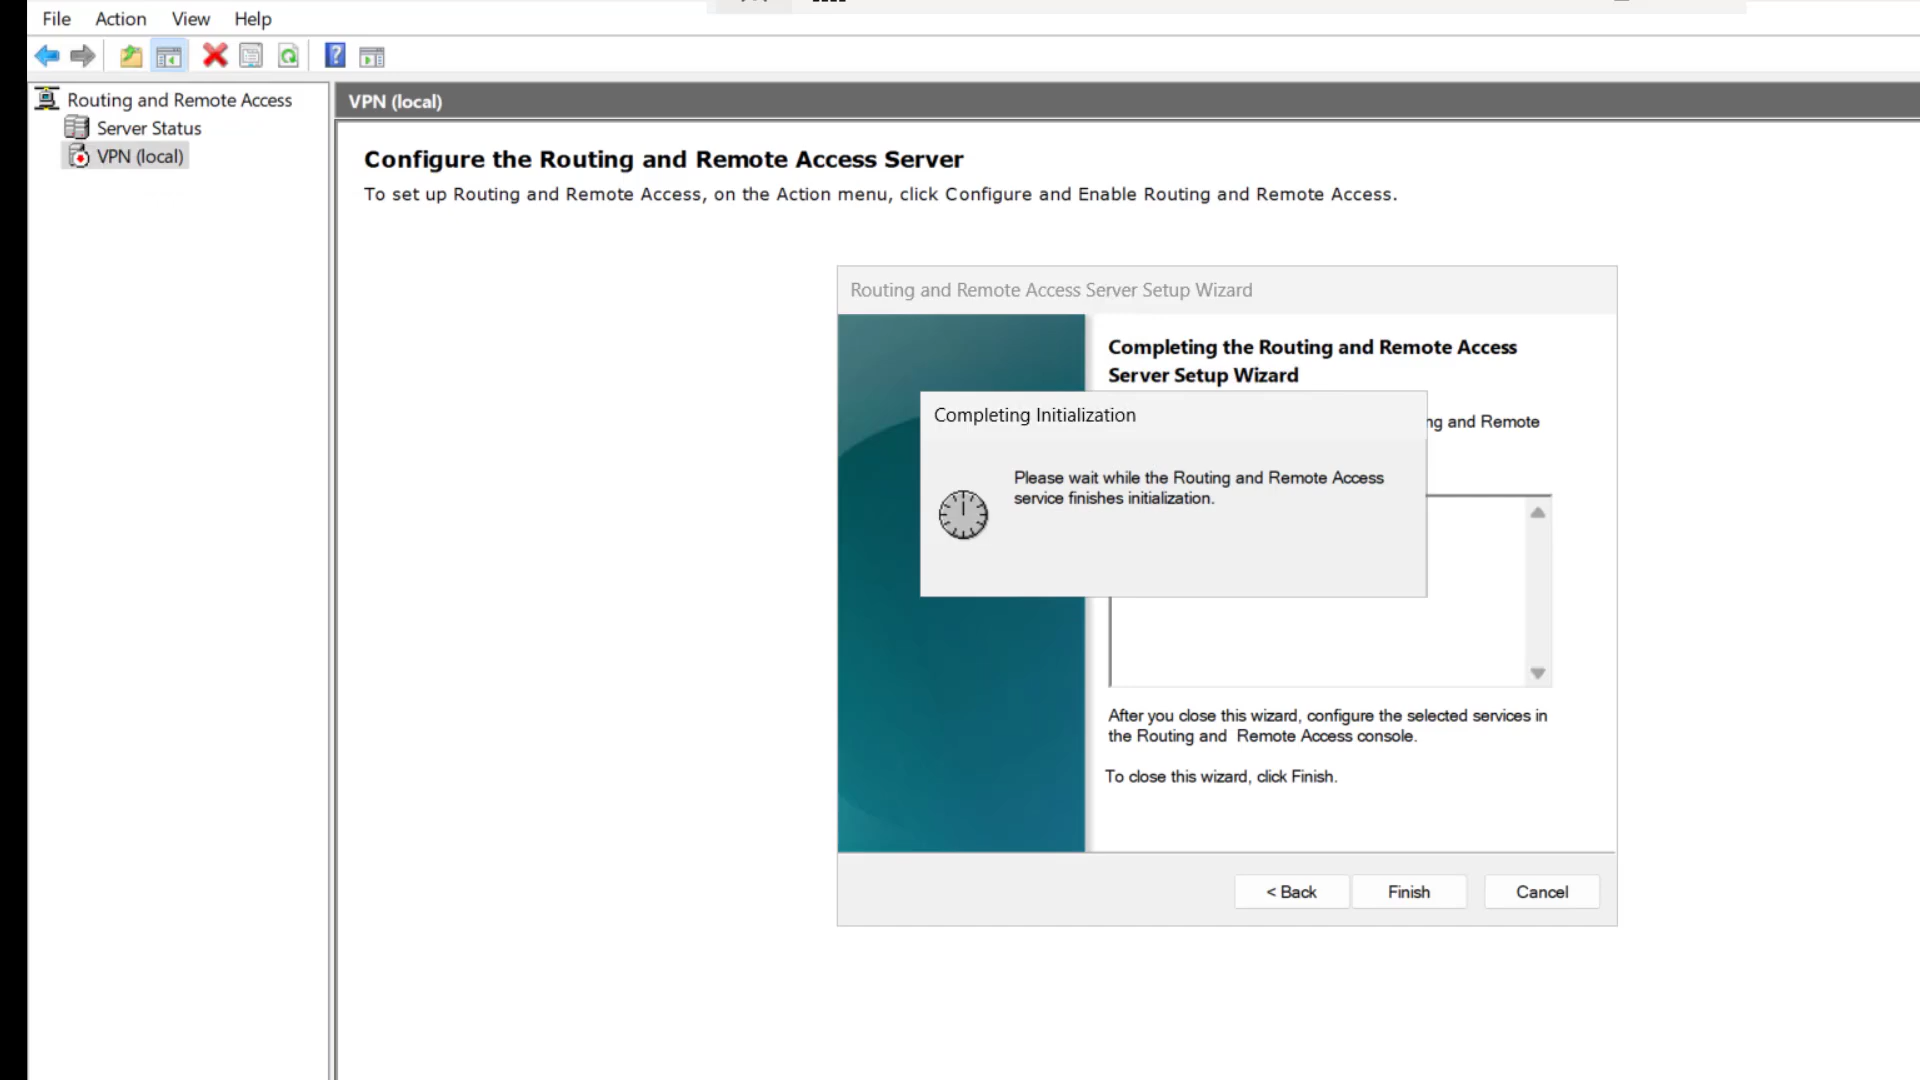 File Action View Help
Routing and Remote Access
Server Status
VPN (local)
VPN (local)
Configure the Routing and Remote Access Server
To set up Routing and Remote Access, on the Action menu, click Configure and Enable Routing and Remote Access.
Routing and Remote Access Server Setup Wizard
Completing the Routing and Remote Access
Server Setup Wizard
Completing Initialization
and Remote
Please wait while the Routing and Remote Access
service finishes initialization.
After you close this wizard, configure the selected services in
the Routing and Remote Access console.
To close this wizard, click Finish.
< Back Finish Cancel